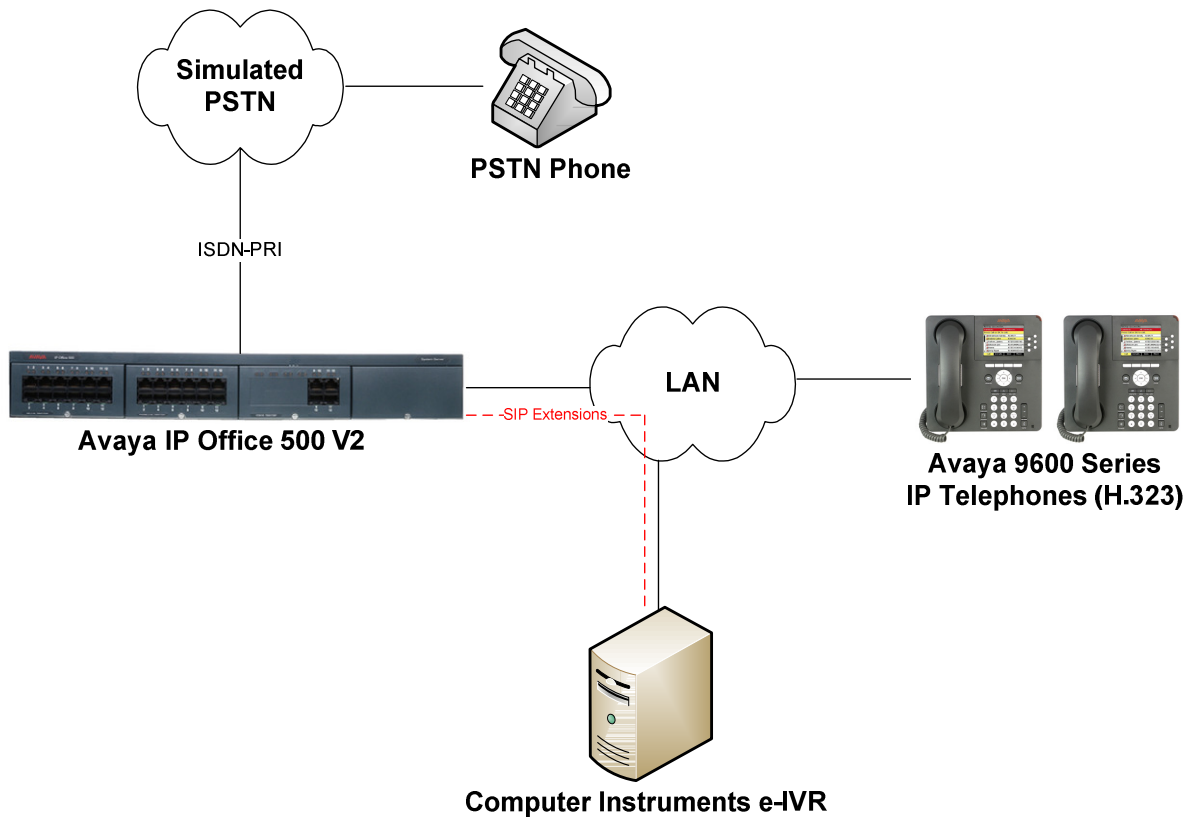 Simulated
PSTN
PSTN Phone
ISDN-PRI
LAN
SIP Extensions
Avaya IP Office 500 V2
Avaya 9600 Series
IP Telephones (H.323)
Computer Instruments e-IVR